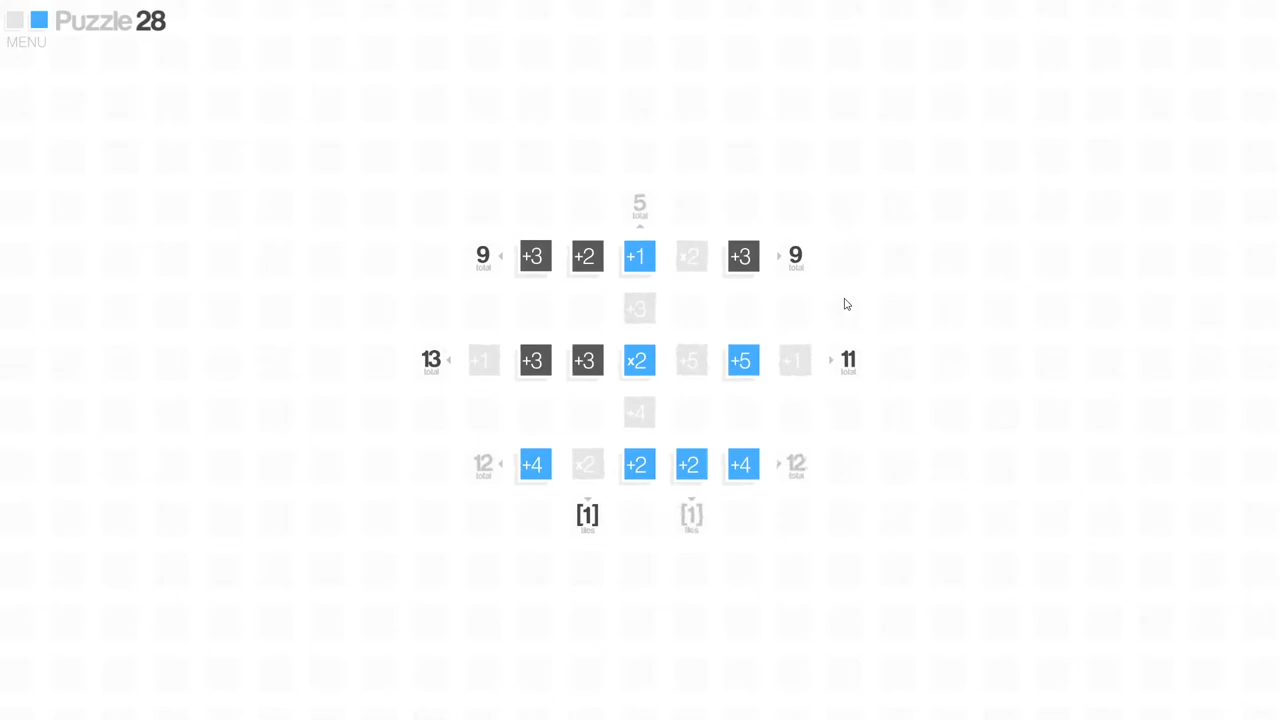 Puzzle 28
MENU
5
total
9 total +3 +2 +1 x2 +3 9 total
+3
13 total +1 +3 +3 x2 +5 +5 +1 11 total
+4
12 total +4 x2 +2 +2 +4 12 total
[1] [1]
tiles tiles